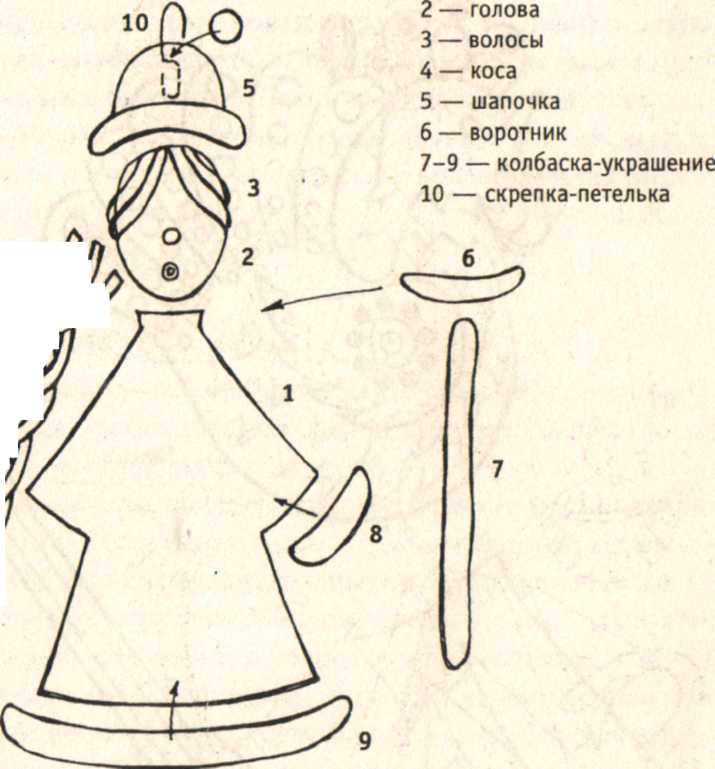 2 — голова
3 — волосы
4 — коса
5 — шапочка
6 — воротник
7–9 — колбаска-украшение
10 — скрепка-петелька
10
5
3
2
6
1
7
8
9